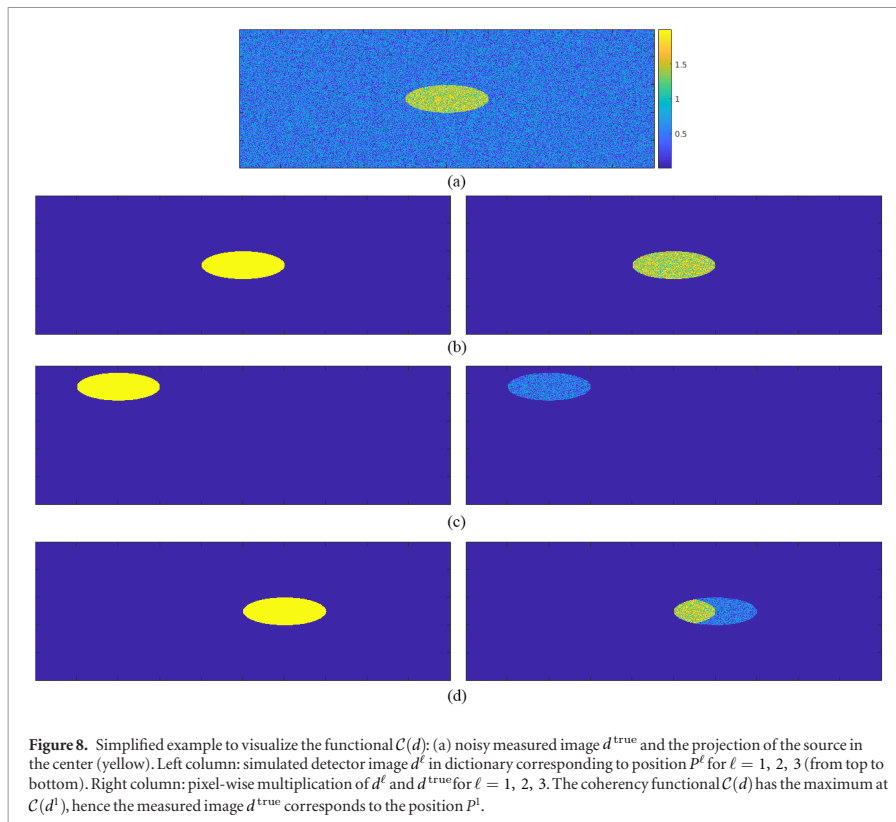 1.5
1
0.5
(a)
(b)
(c)
(d)
Figure 8. Simplified example to visualize the functional 𝒞(d): (a) noisy measured image d^true and the projection of the source in
the center (yellow). Left column: simulated detector image d^ℓ in dictionary corresponding to position P^ℓ for ℓ = 1, 2, 3 (from top to
bottom). Right column: pixel-wise multiplication of d^ℓ and d^true for ℓ = 1, 2, 3. The coherency functional 𝒞(d) has the maximum at
𝒞(d^1), hence the measured image d^true corresponds to the position P^1.